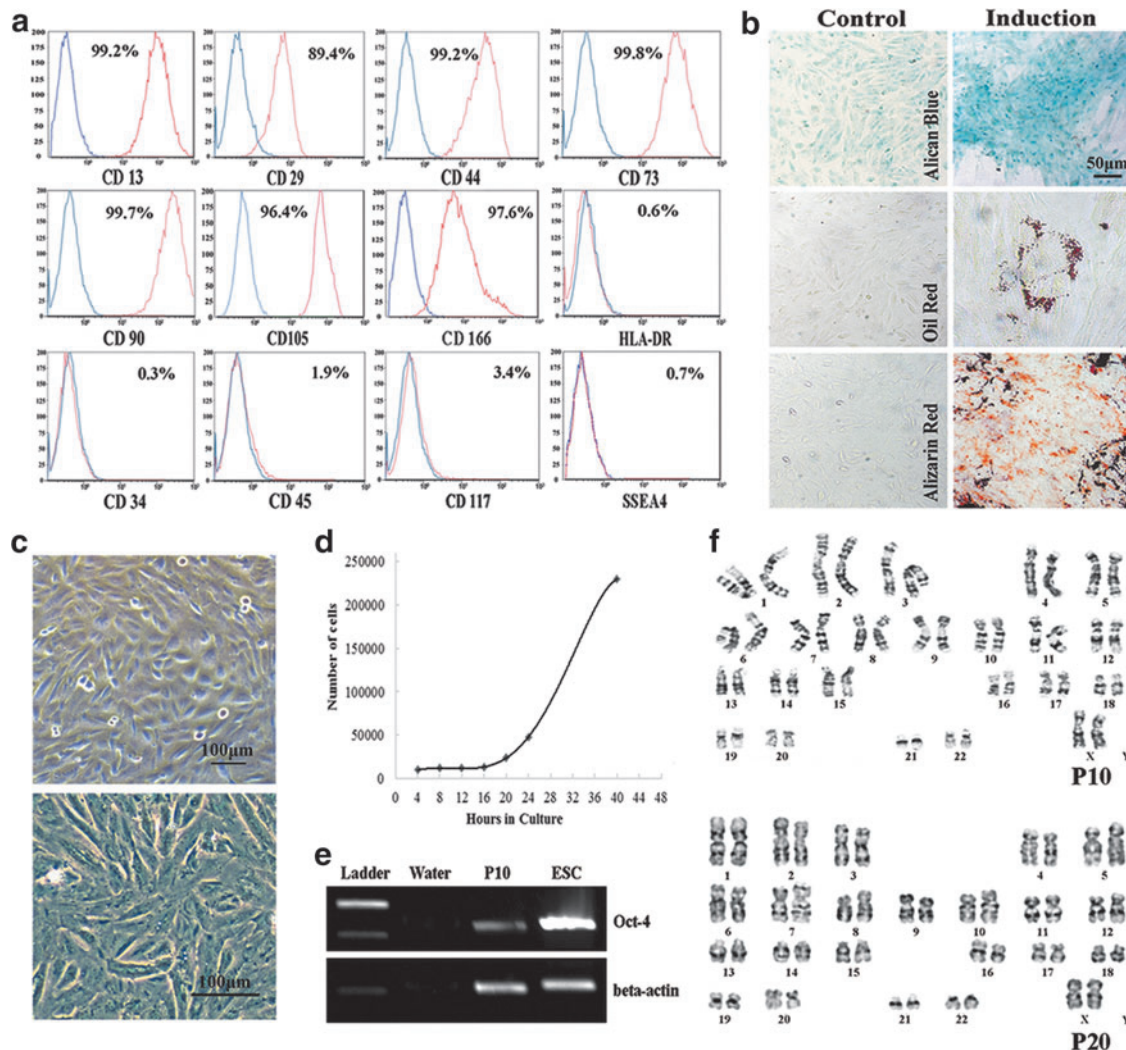 a
99.2%
89.4%
99.2%
99.8%
CD 13
CD 29
CD 44
CD 73
99.7%
96.4%
97.6%
0.6%
CD 90
CD105
CD 166
HLA-DR
0.3%
1.9%
3.4%
0.7%
CD 34
CD 45
CD 117
SSEA4
b
Control
Induction
Alican Blue
50μm
Oil Red
Alizarin Red
c
100μm
100μm
d
Number of cells
250000
200000
150000
100000
50000
0
0 4 8 12 16 20 24 28 32 36 40 44 48
Hours in Culture
e
Ladder Water P10 ESC
Oct-4
beta-actin
f
1 2 3 4 5
6 7 8 9 10 11 12
13 14 15 16 17 18
19 20 21 22 X Y
P10
1 2 3 4 5
6 7 8 9 10 11 12
13 14 15 16 17 18
19 20 21 22 X Y
P20